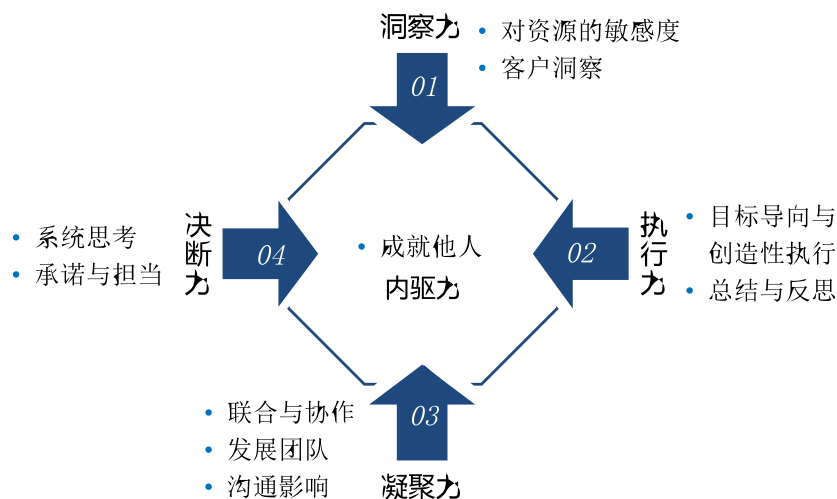 洞察力
• 对资源的敏感度
• 客户洞察
01
执行力
02
• 目标导向与
创造性执行
• 总结与反思
决断力
04
• 系统思考
• 承诺与担当
• 成就他人
内驱力
03
凝聚力
• 联合与协作
• 发展团队
• 沟通影响